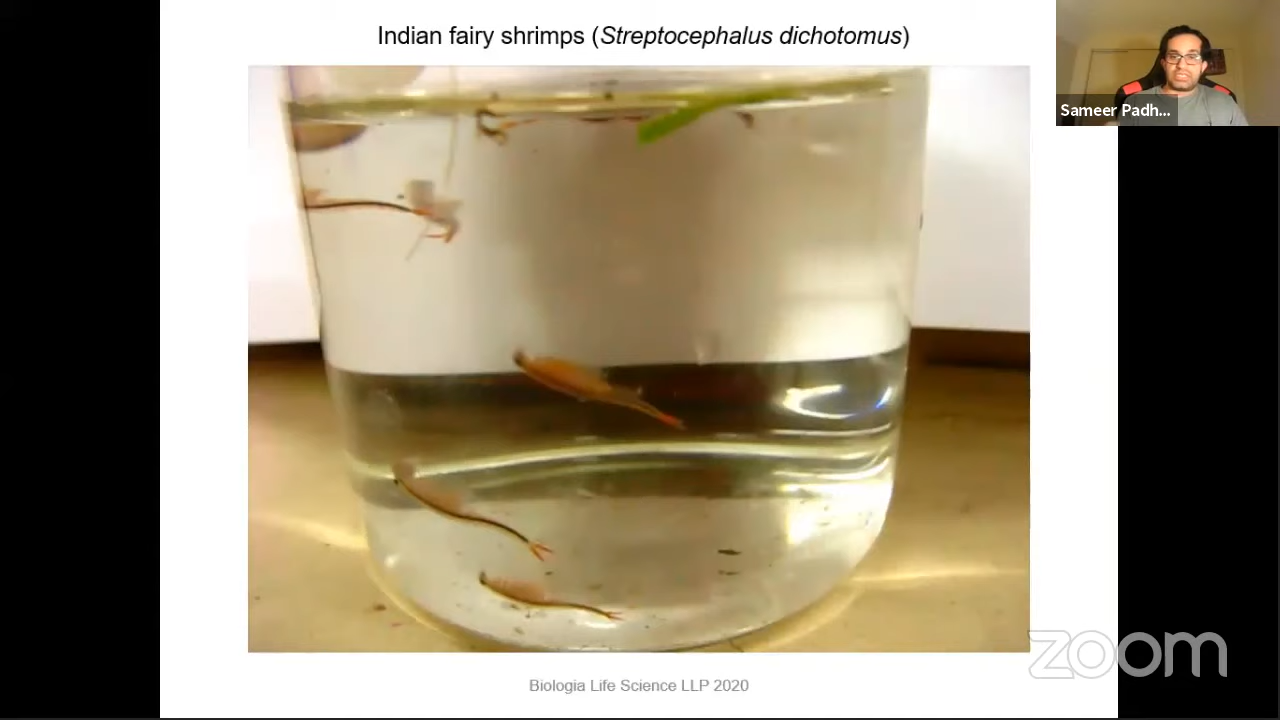 Indian fairy shrimps (Streptocephalus dichotomus)
Sameer Padh...
Biologia Life Science LLP 2020
zoom